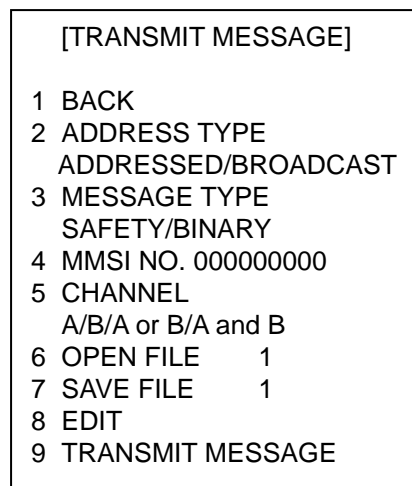 [TRANSMIT MESSAGE]
1 BACK
2 ADDRESS TYPE
ADDRESSED/BROADCAST
3 MESSAGE TYPE
SAFETY/BINARY
4 MMSI NO. 000000000
5 CHANNEL
A/B/A or B/A and B
6 OPEN FILE 1
7 SAVE FILE 1
8 EDIT
9 TRANSMIT MESSAGE